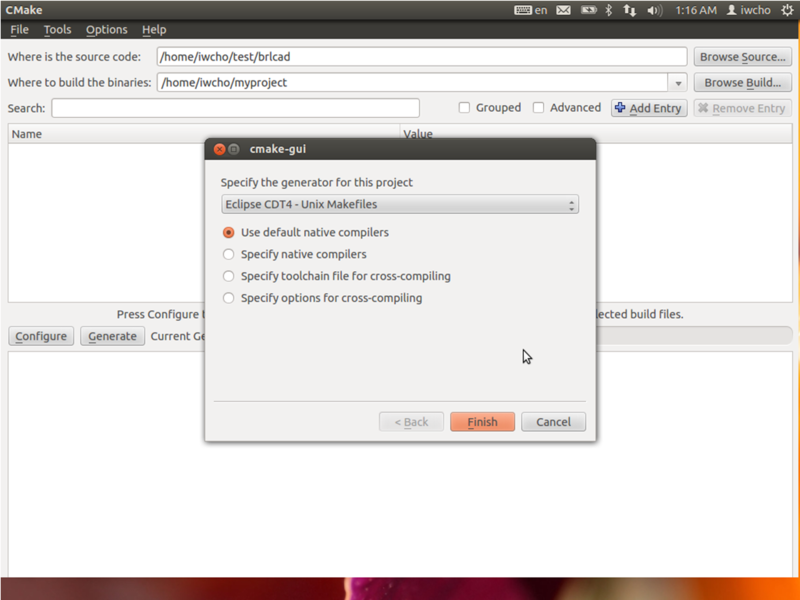 CMake en 1:16 AM iwcho
File Tools Options Help
Where is the source code: /home/iwcho/test/brlcad Browse Source...
Where to build the binaries: /home/iwcho/myproject Browse Build...
Search: Grouped Advanced Add Entry Remove Entry
Name Value
cmake-gui
Specify the generator for this project
Eclipse CDT4 - Unix Makefiles
Use default native compilers
Specify native compilers
Specify toolchain file for cross-compiling
Specify options for cross-compiling
Press Configure lected build files.
Configure Generate Current Ge
< Back Finish Cancel